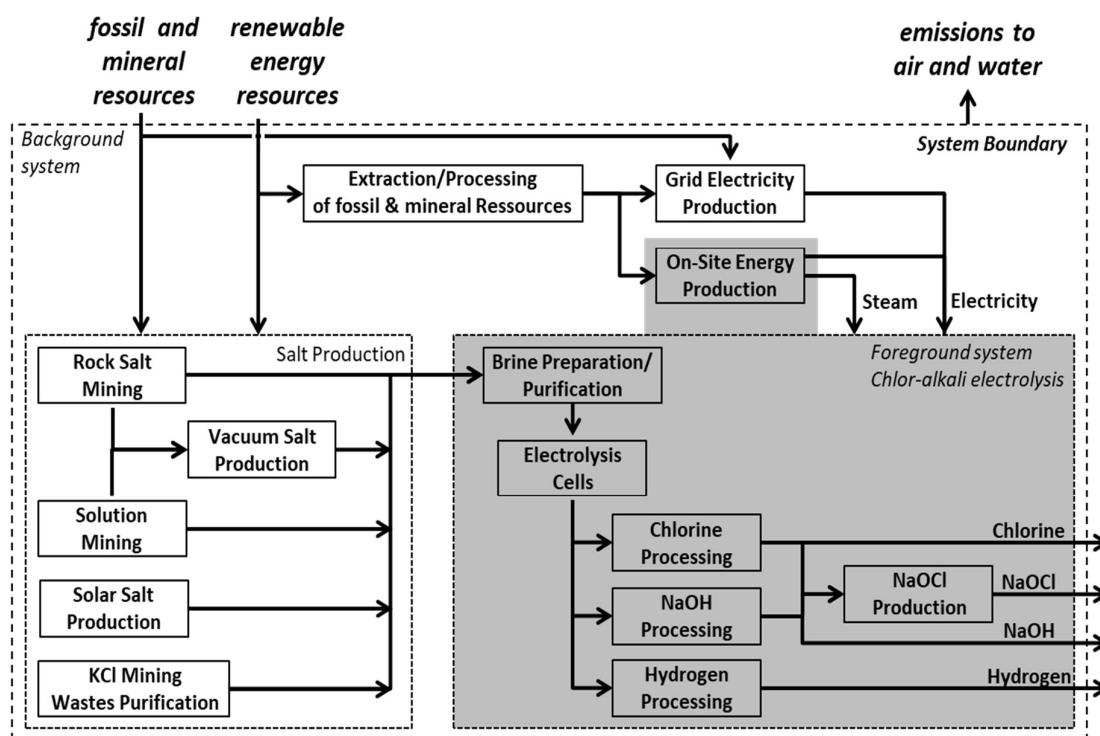 fossil and
mineral
resources
renewable
energy
resources
emissions to
air and water
Background
system
System Boundary
Extraction/Processing
of fossil & mineral Ressources
Grid Electricity
Production
On-Site Energy
Production
Steam
Electricity
Salt Production
Rock Salt
Mining
Vacuum Salt
Production
Solution
Mining
Solar Salt
Production
KCl Mining
Wastes Purification
Foreground system
Chlor-alkali electrolysis
Brine Preparation/
Purification
Electrolysis
Cells
Chlorine
Processing
NaOH
Processing
Hydrogen
Processing
NaOCl
Production
Chlorine
NaOCl
NaOH
Hydrogen